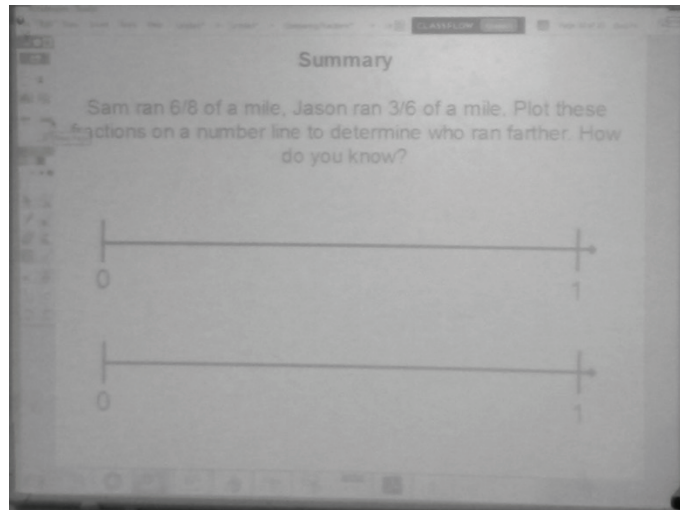 CLASSFLOW
Summary
Sam ran 6/8 of a mile, Jason ran 3/6 of a mile. Plot these
actions on a number line to determine who ran farther. How
do you know?
0
1
0
1